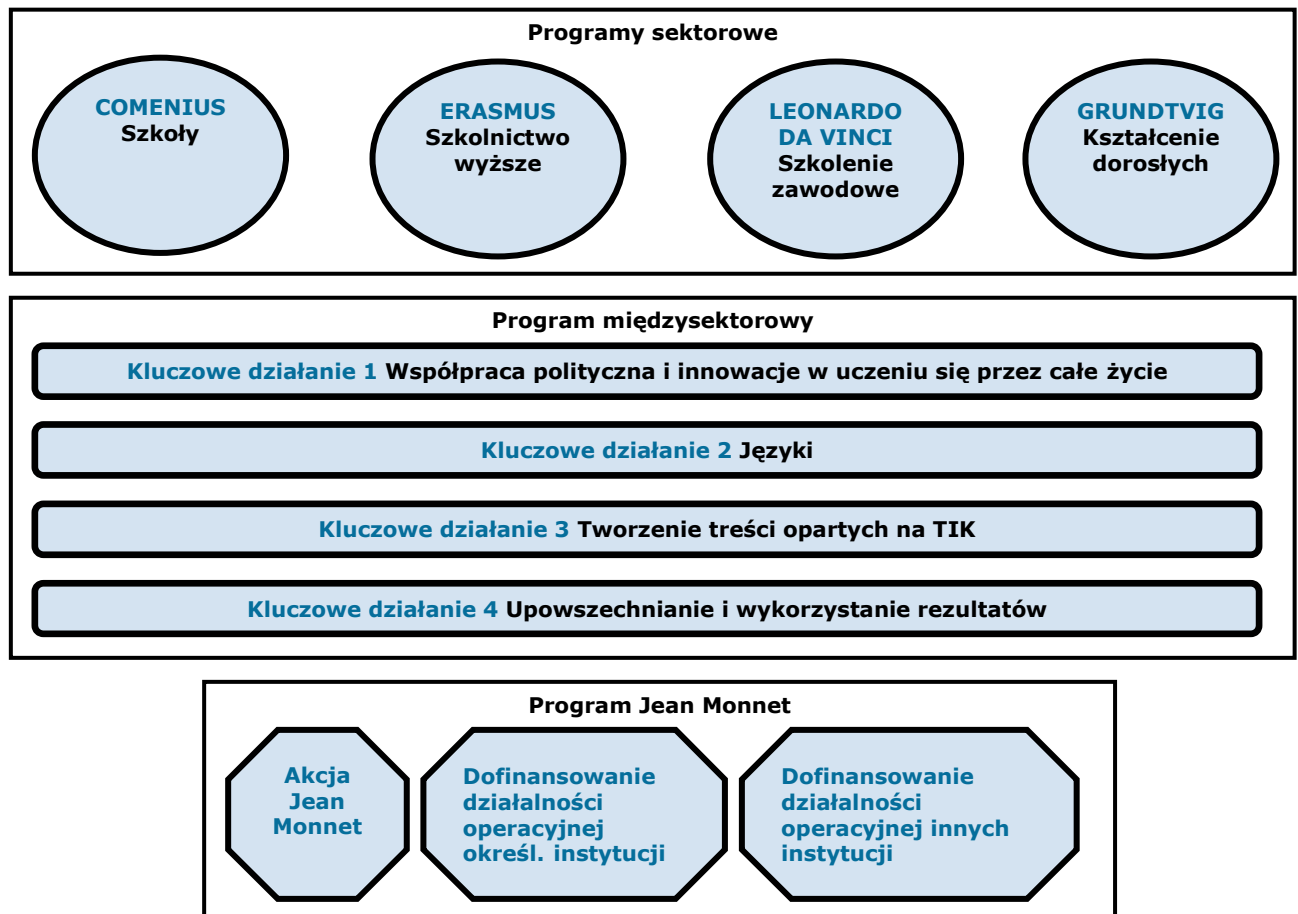 Programy sektorowe
COMENIUS
Szkoły
ERASMUS
Szkolnictwo
wyższe
LEONARDO
DA VINCI
Szkolenie
zawodowe
GRUNDTVIG
Kształcenie
dorosłych
Program międzysektorowy
Kluczowe działanie 1 Współpraca polityczna i innowacje w uczeniu się przez całe życie
Kluczowe działanie 2 Języki
Kluczowe działanie 3 Tworzenie treści opartych na TIK
Kluczowe działanie 4 Upowszechnianie i wykorzystanie rezultatów
Program Jean Monnet
Akcja
Jean
Monnet
Dofinansowanie
działalności
operacyjnej
określ. instytucji
Dofinansowanie
działalności
operacyjnej innych
instytucji